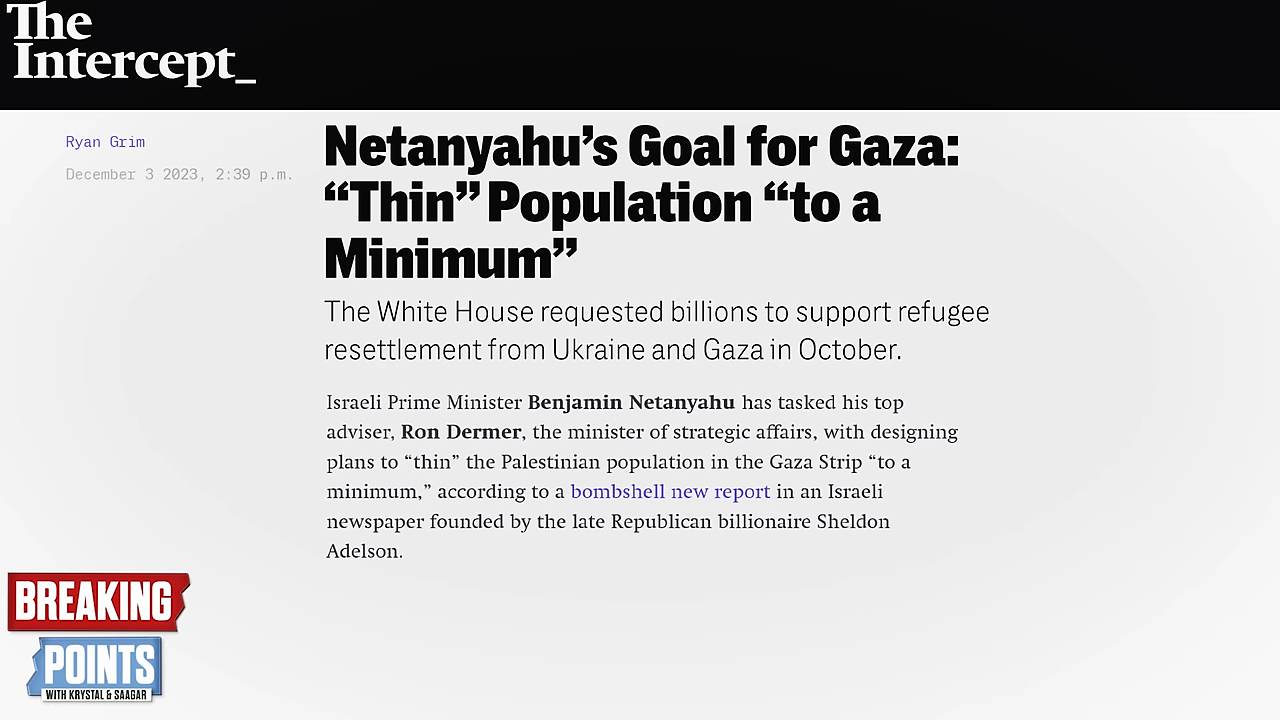 The
Intercept_
Ryan Grim
December 3 2023, 2:39 p.m.
Netanyahu’s Goal for Gaza:
“Thin” Population “to a
Minimum”
The White House requested billions to support refugee
resettlement from Ukraine and Gaza in October.
Israeli Prime Minister Benjamin Netanyahu has tasked his top
adviser, Ron Dermer, the minister of strategic affairs, with designing
plans to “thin” the Palestinian population in the Gaza Strip “to a
minimum,” according to a bombshell new report in an Israeli
newspaper founded by the late Republican billionaire Sheldon
Adelson.
BREAKING
POINTS
WITH KRYSTAL & SAAGAR